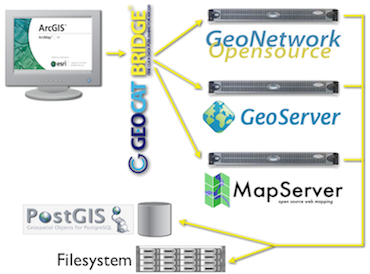 ArcGIS
ArcMap
esri
GEOCAT
BRIDGE
GeoNetwork
Opensource
GeoServer
MapServer
open source web mapping
PostGIS
Geospatial Objects for PostgreSQL
Filesystem